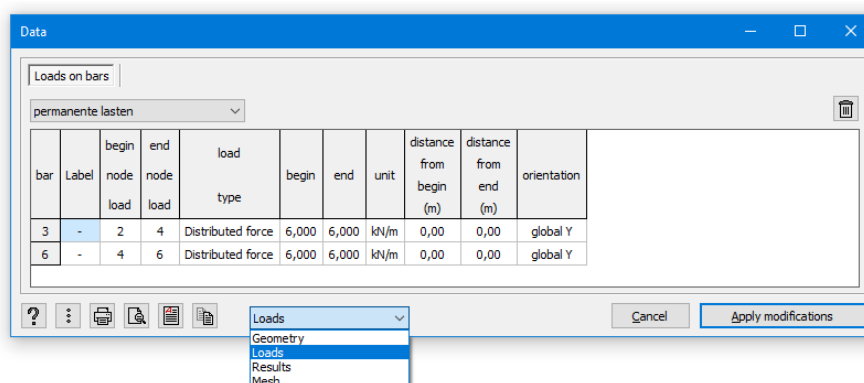 Data
Loads on bars
permanente lasten
bar Label begin node load end node load load type begin end unit distance from begin (m) distance from end (m) orientation
3 - 2 4 Distributed force 6,000 6,000 kN/m 0,00 0,00 global Y
6 - 4 6 Distributed force 6,000 6,000 kN/m 0,00 0,00 global Y
? Loads Cancel Apply modifications
Geometry
Loads
Results
Mesh